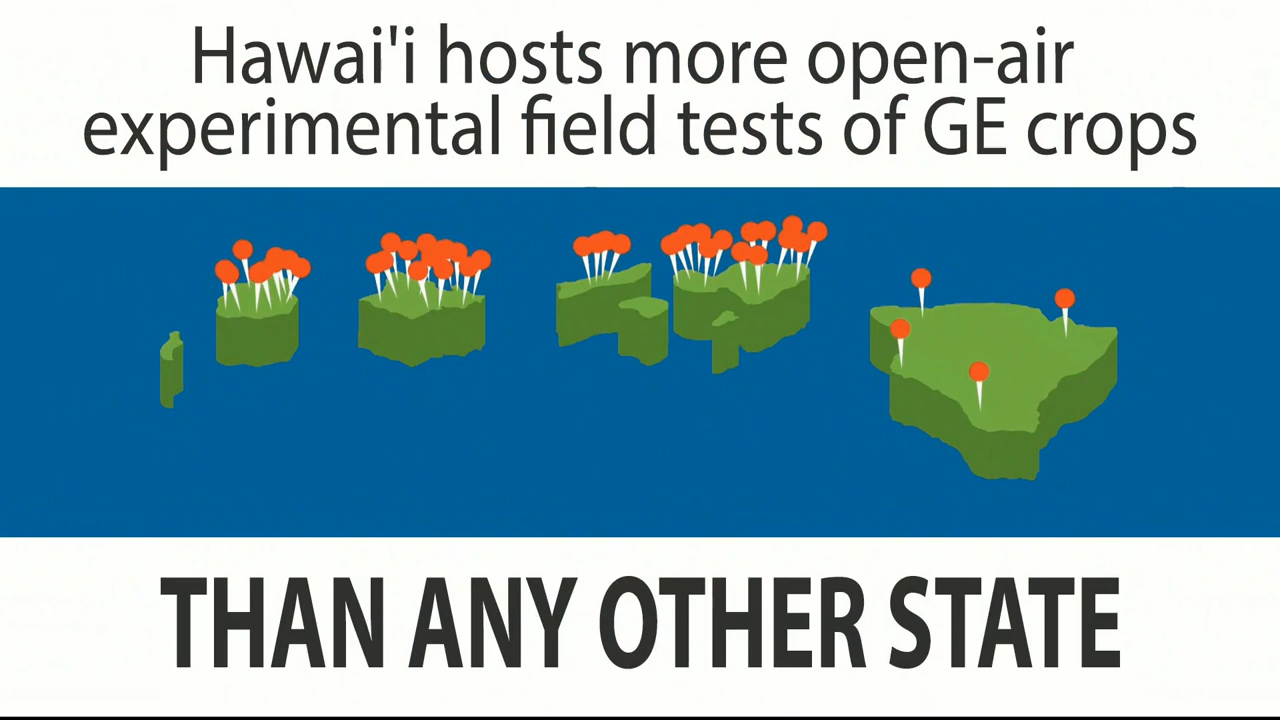 Hawai'i hosts more open-air
experimental field tests of GE crops
THAN ANY OTHER STATE